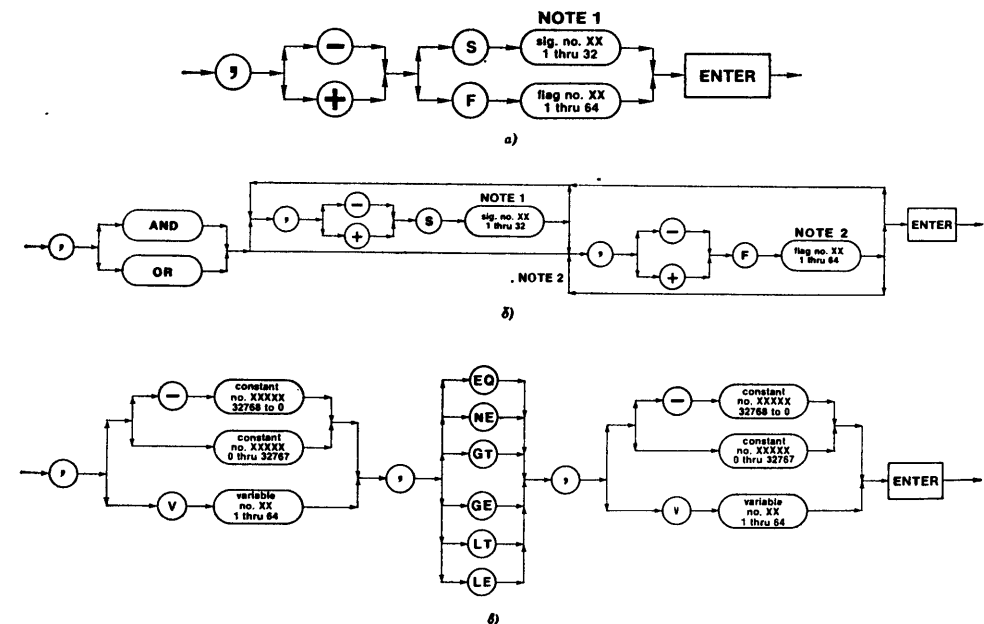 NOTE 1
− S sig. no. XX
1 thru 32
, ENTER
+ F flag no. XX
1 thru 64
а)
NOTE 1
AND , − + S sig. no. XX
1 thru 32
, OR
NOTE 2
, − + F flag no. XX
1 thru 64
ENTER
. NOTE 2
б)
−
constant
no. XXXXX
32768 to 0
constant
no. XXXXX
0 thru 32767
,
V
variable
no. XX
1 thru 64
,
EQ
NE
GT
GE
LT
LE
,
−
constant
no. XXXXX
32768 to 0
constant
no. XXXXX
0 thru 32767
V
variable
no. XX
1 thru 64
ENTER
в)